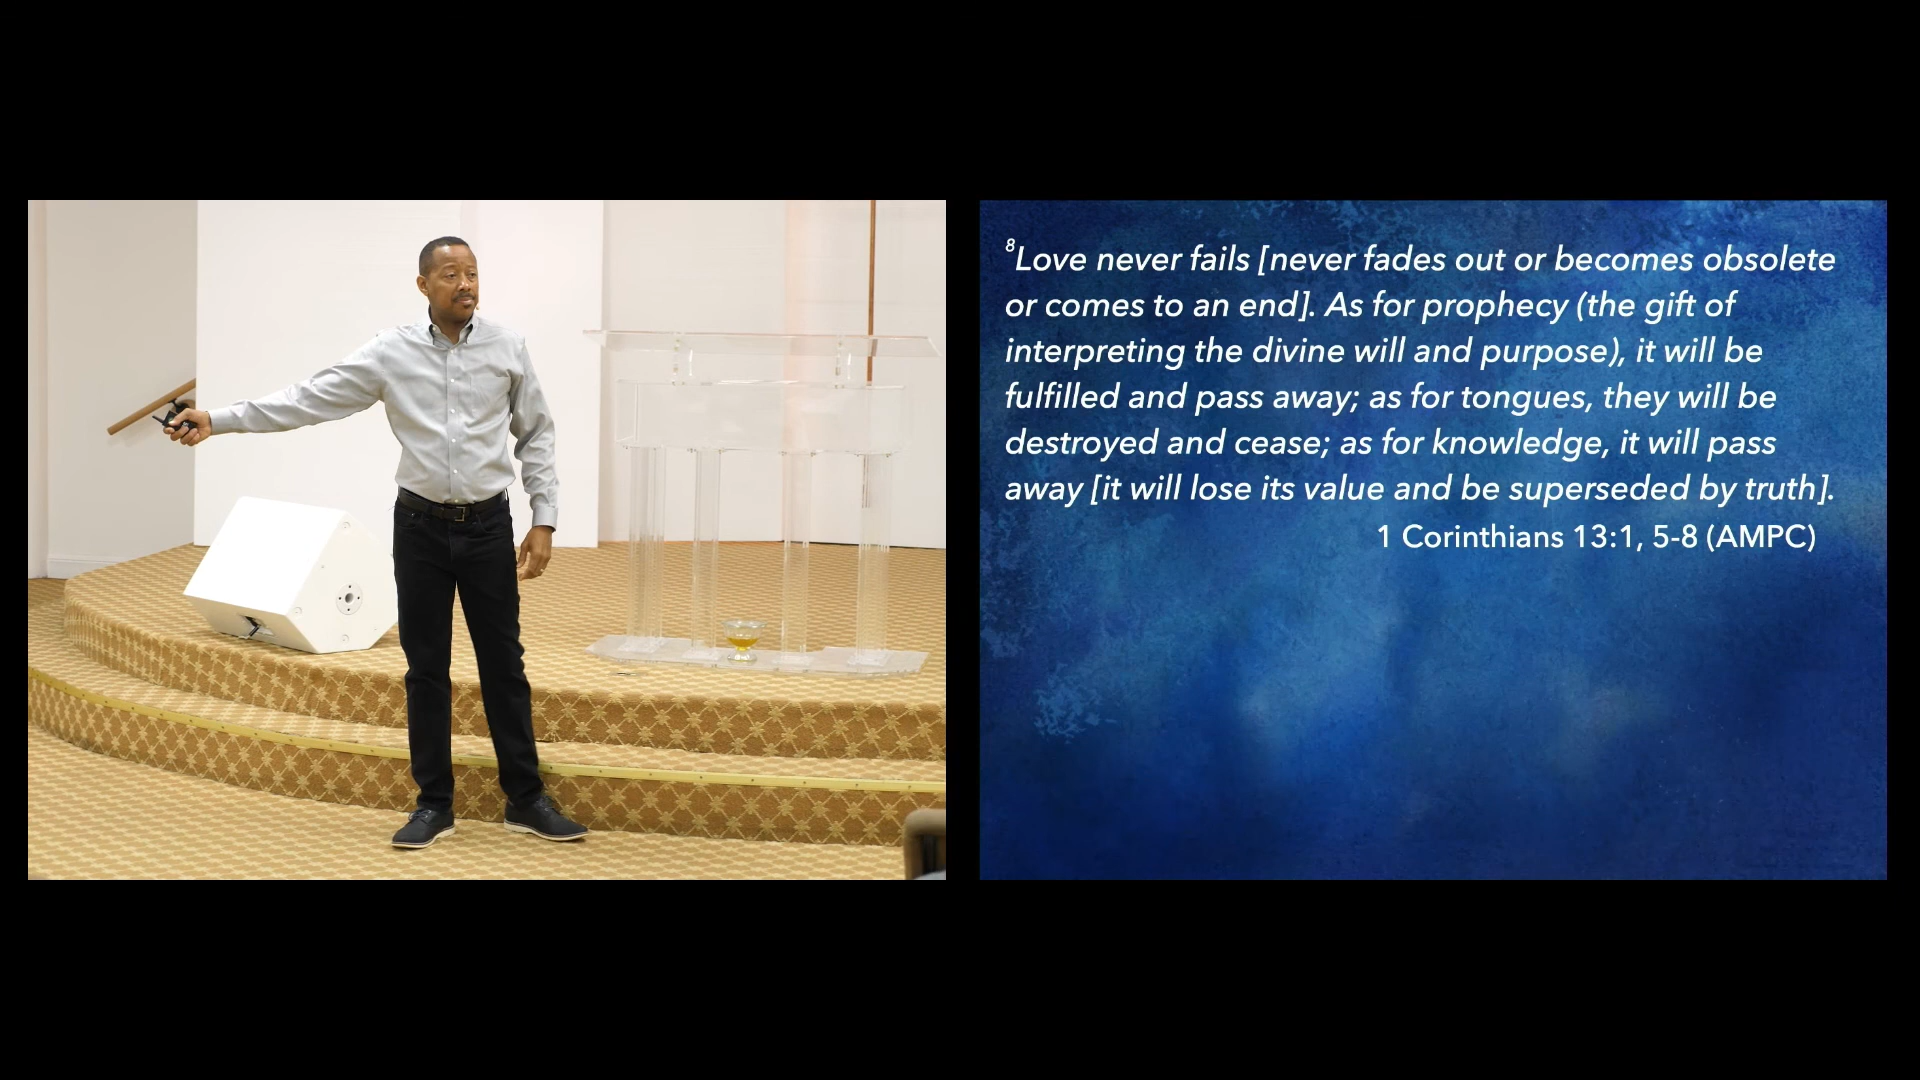 ⁸Love never fails [never fades out or becomes obsolete
or comes to an end]. As for prophecy (the gift of
interpreting the divine will and purpose), it will be
fulfilled and pass away; as for tongues, they will be
destroyed and cease; as for knowledge, it will pass
away [it will lose its value and be superseded by truth].
1 Corinthians 13:1, 5-8 (AMPC)